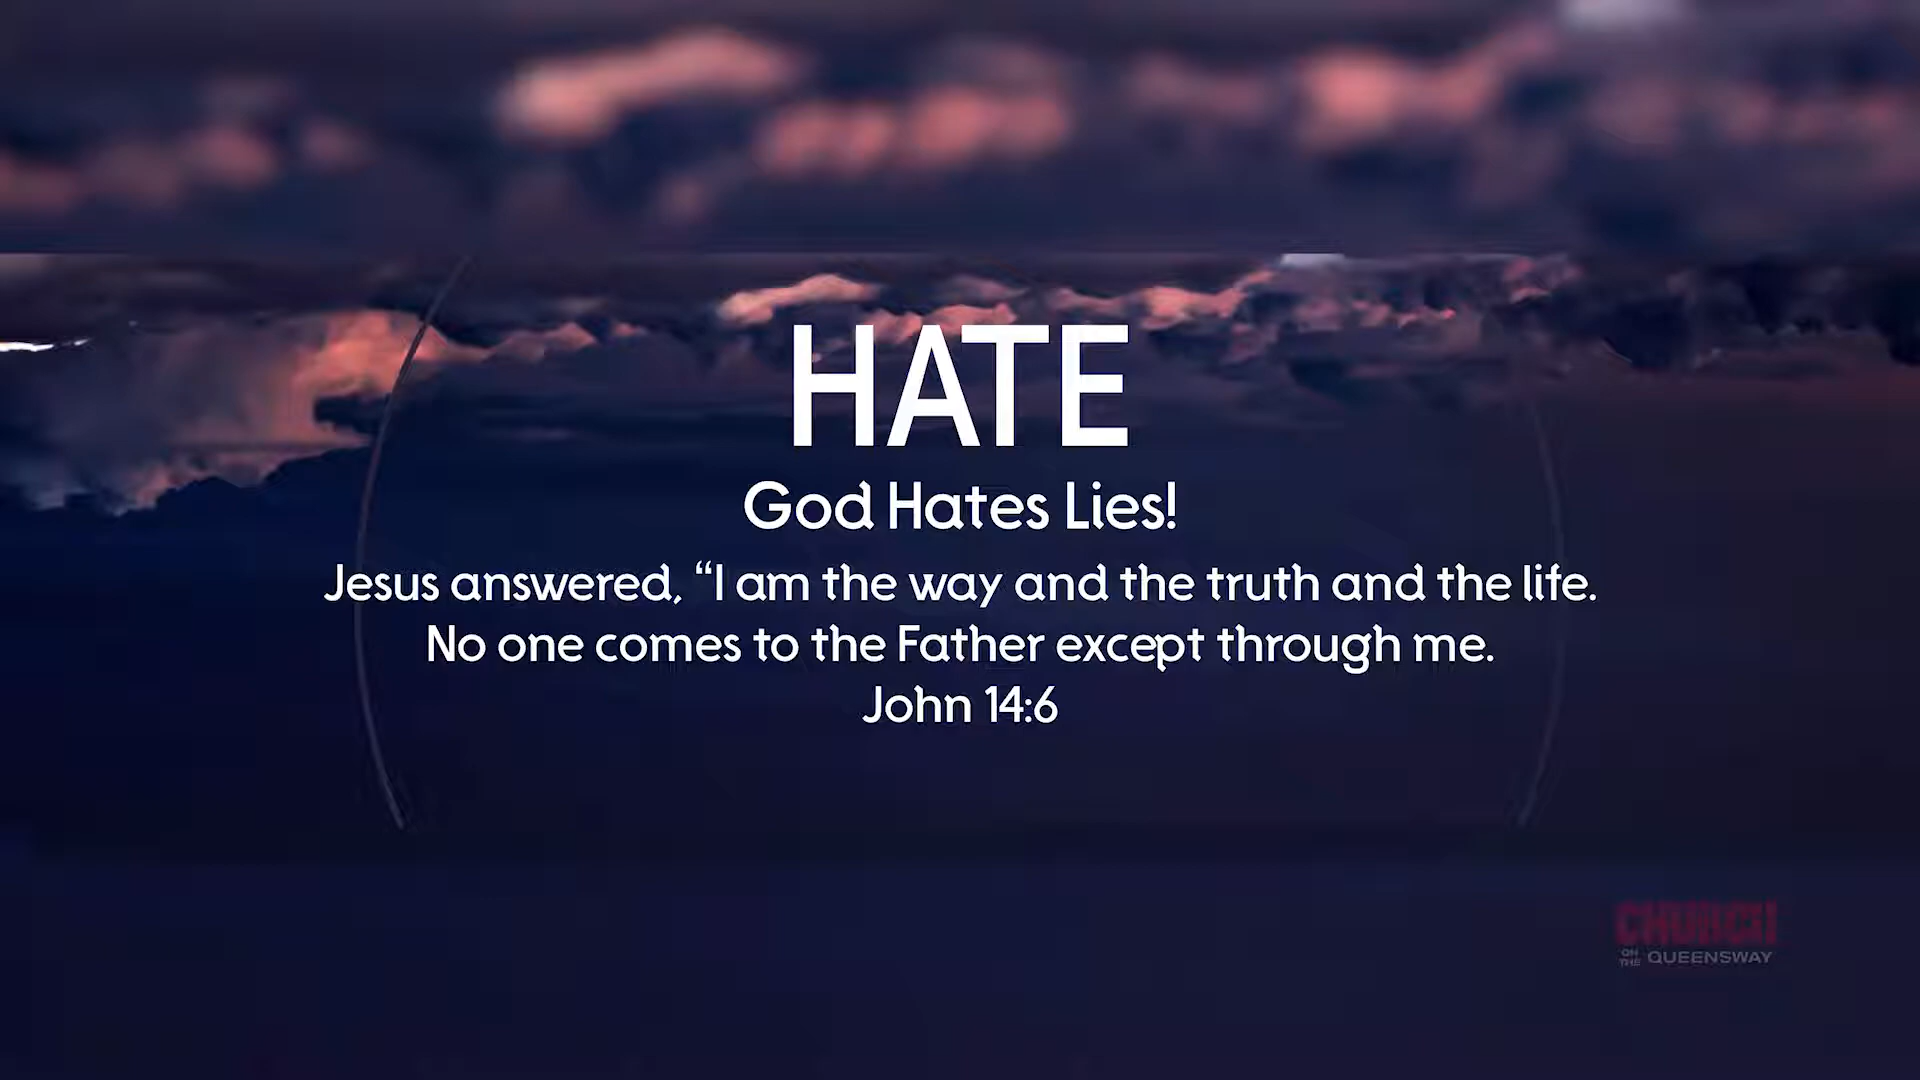 HATE
God Hates Lies!
Jesus answered, “I am the way and the truth and the life.
No one comes to the Father except through me.
John 14:6
CHURCH
ON THE QUEENSWAY